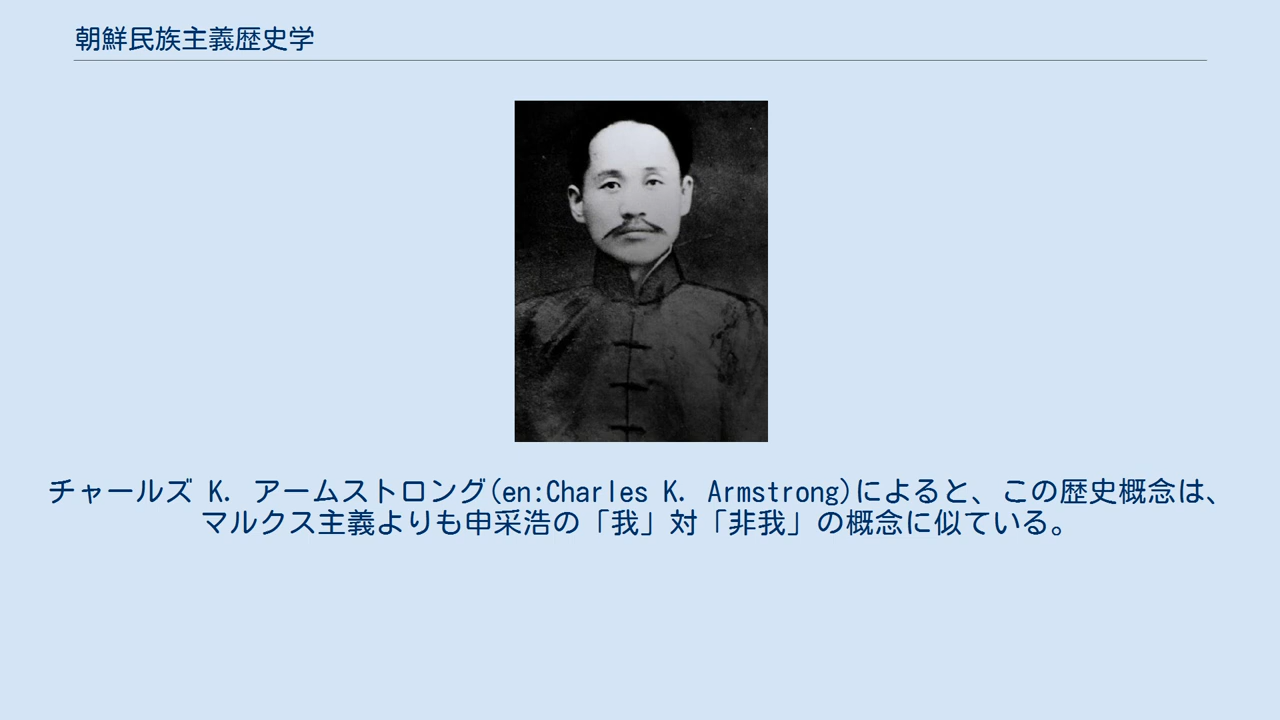 朝鮮民族主義歴史学
チャールズ K. アームストロング(en:Charles K. Armstrong)によると、この歴史概念は、
マルクス主義よりも申采浩の「我」対「非我」の概念に似ている。